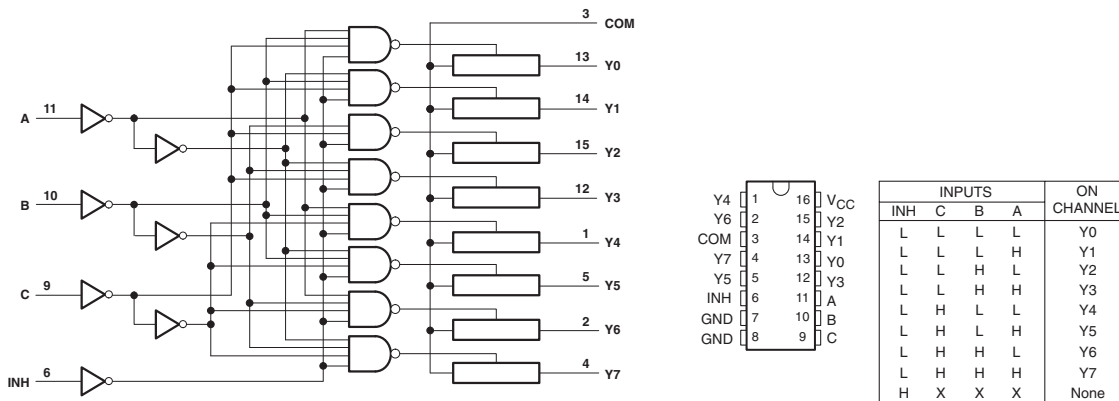 3 COM
13 Y0
11 A
14 Y1
15 Y2
10 B
12 Y3
1 Y4
9 C
5 Y5
2 Y6
6 INH
4 Y7
Y4 1 16 VCC
Y6 2 15 Y2
COM 3 14 Y1
Y7 4 13 Y0
Y5 5 12 Y3
INH 6 11 A
GND 7 10 B
GND 8 9 C
INPUTS ON CHANNEL
INH C B A
L L L L Y0
L L L H Y1
L L H L Y2
L L H H Y3
L H L L Y4
L H L H Y5
L H H L Y6
L H H H Y7
H X X X None